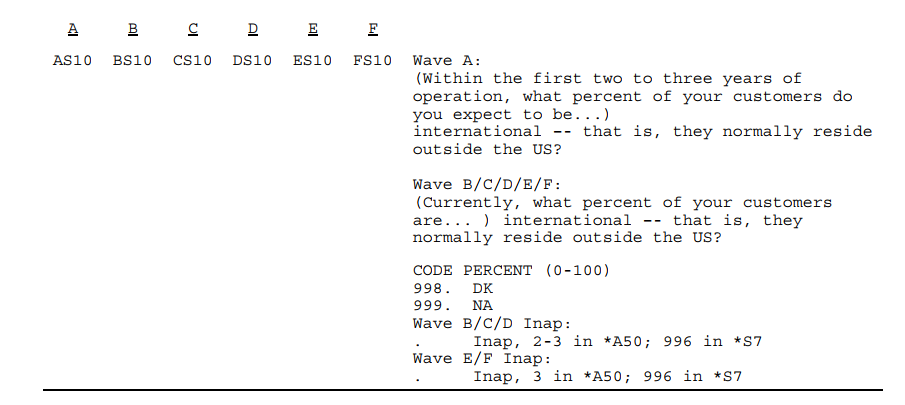 A B C D E F
AS10 BS10 CS10 DS10 ES10 FS10 Wave A:
(Within the first two to three years of
operation, what percent of your customers do
you expect to be...)
international -- that is, they normally reside
outside the US?
Wave B/C/D/E/F:
(Currently, what percent of your customers
are... ) international -- that is, they
normally reside outside the US?
CODE PERCENT (0-100)
998. DK
999. NA
Wave B/C/D Inap:
. Inap, 2-3 in *A50; 996 in *S7
Wave E/F Inap:
. Inap, 3 in *A50; 996 in *S7